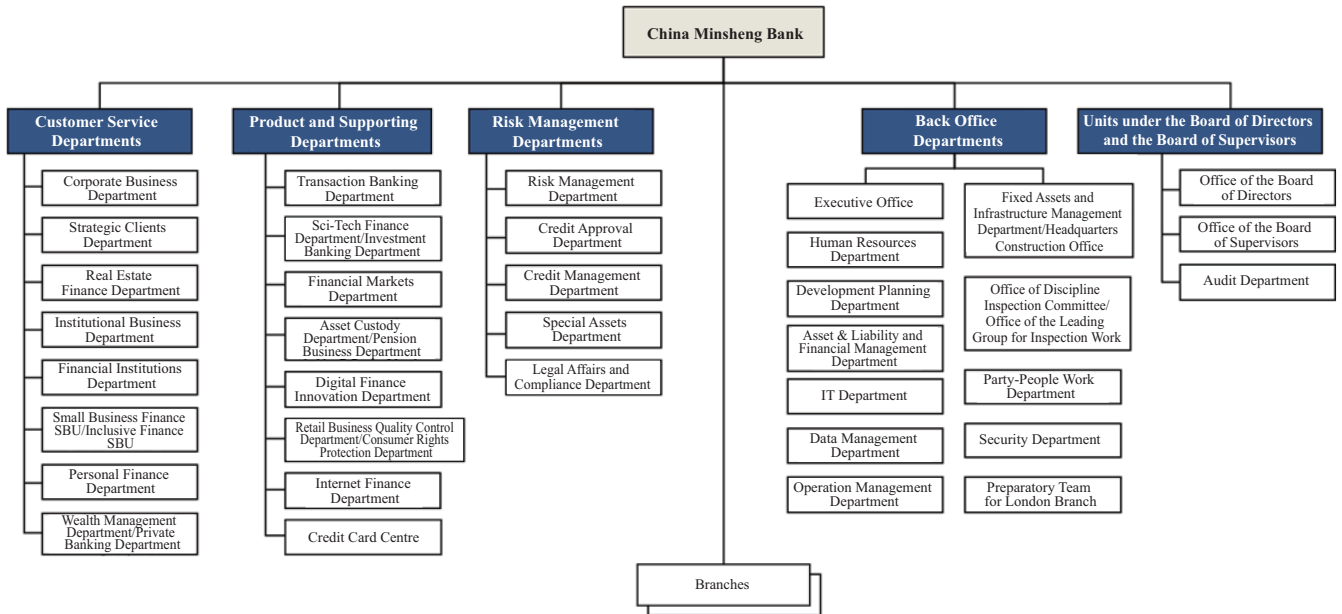 China Minsheng Bank
Customer Service
Departments
Corporate Business
Department
Strategic Clients
Department
Real Estate
Finance Department
Institutional Business
Department
Financial Institutions
Department
Small Business Finance
SBU/Inclusive Finance
SBU
Personal Finance
Department
Wealth Management
Department/Private
Banking Department
Product and Supporting
Departments
Transaction Banking
Department
Sci-Tech Finance
Department/Investment
Banking Department
Financial Markets
Department
Asset Custody
Department/Pension
Business Department
Digital Finance
Innovation Department
Retail Business Quality Control
Department/Consumer Rights
Protection Department
Internet Finance
Department
Credit Card Centre
Risk Management
Departments
Risk Management
Department
Credit Approval
Department
Credit Management
Department
Special Assets
Department
Legal Affairs and
Compliance Department
Back Office
Departments
Executive Office
Human Resources
Department
Development Planning
Department
Asset & Liability and
Financial Management
Department
IT Department
Data Management
Department
Operation Management
Department
Fixed Assets and
Infrastructure Management
Department/Headquarters
Construction Office
Office of Discipline
Inspection Committee/
Office of the Leading
Group for Inspection Work
Party-People Work
Department
Security Department
Preparatory Team
for London Branch
Units under the Board of Directors
and the Board of Supervisors
Office of the Board
of Directors
Office of the Board
of Supervisors
Audit Department
Branches